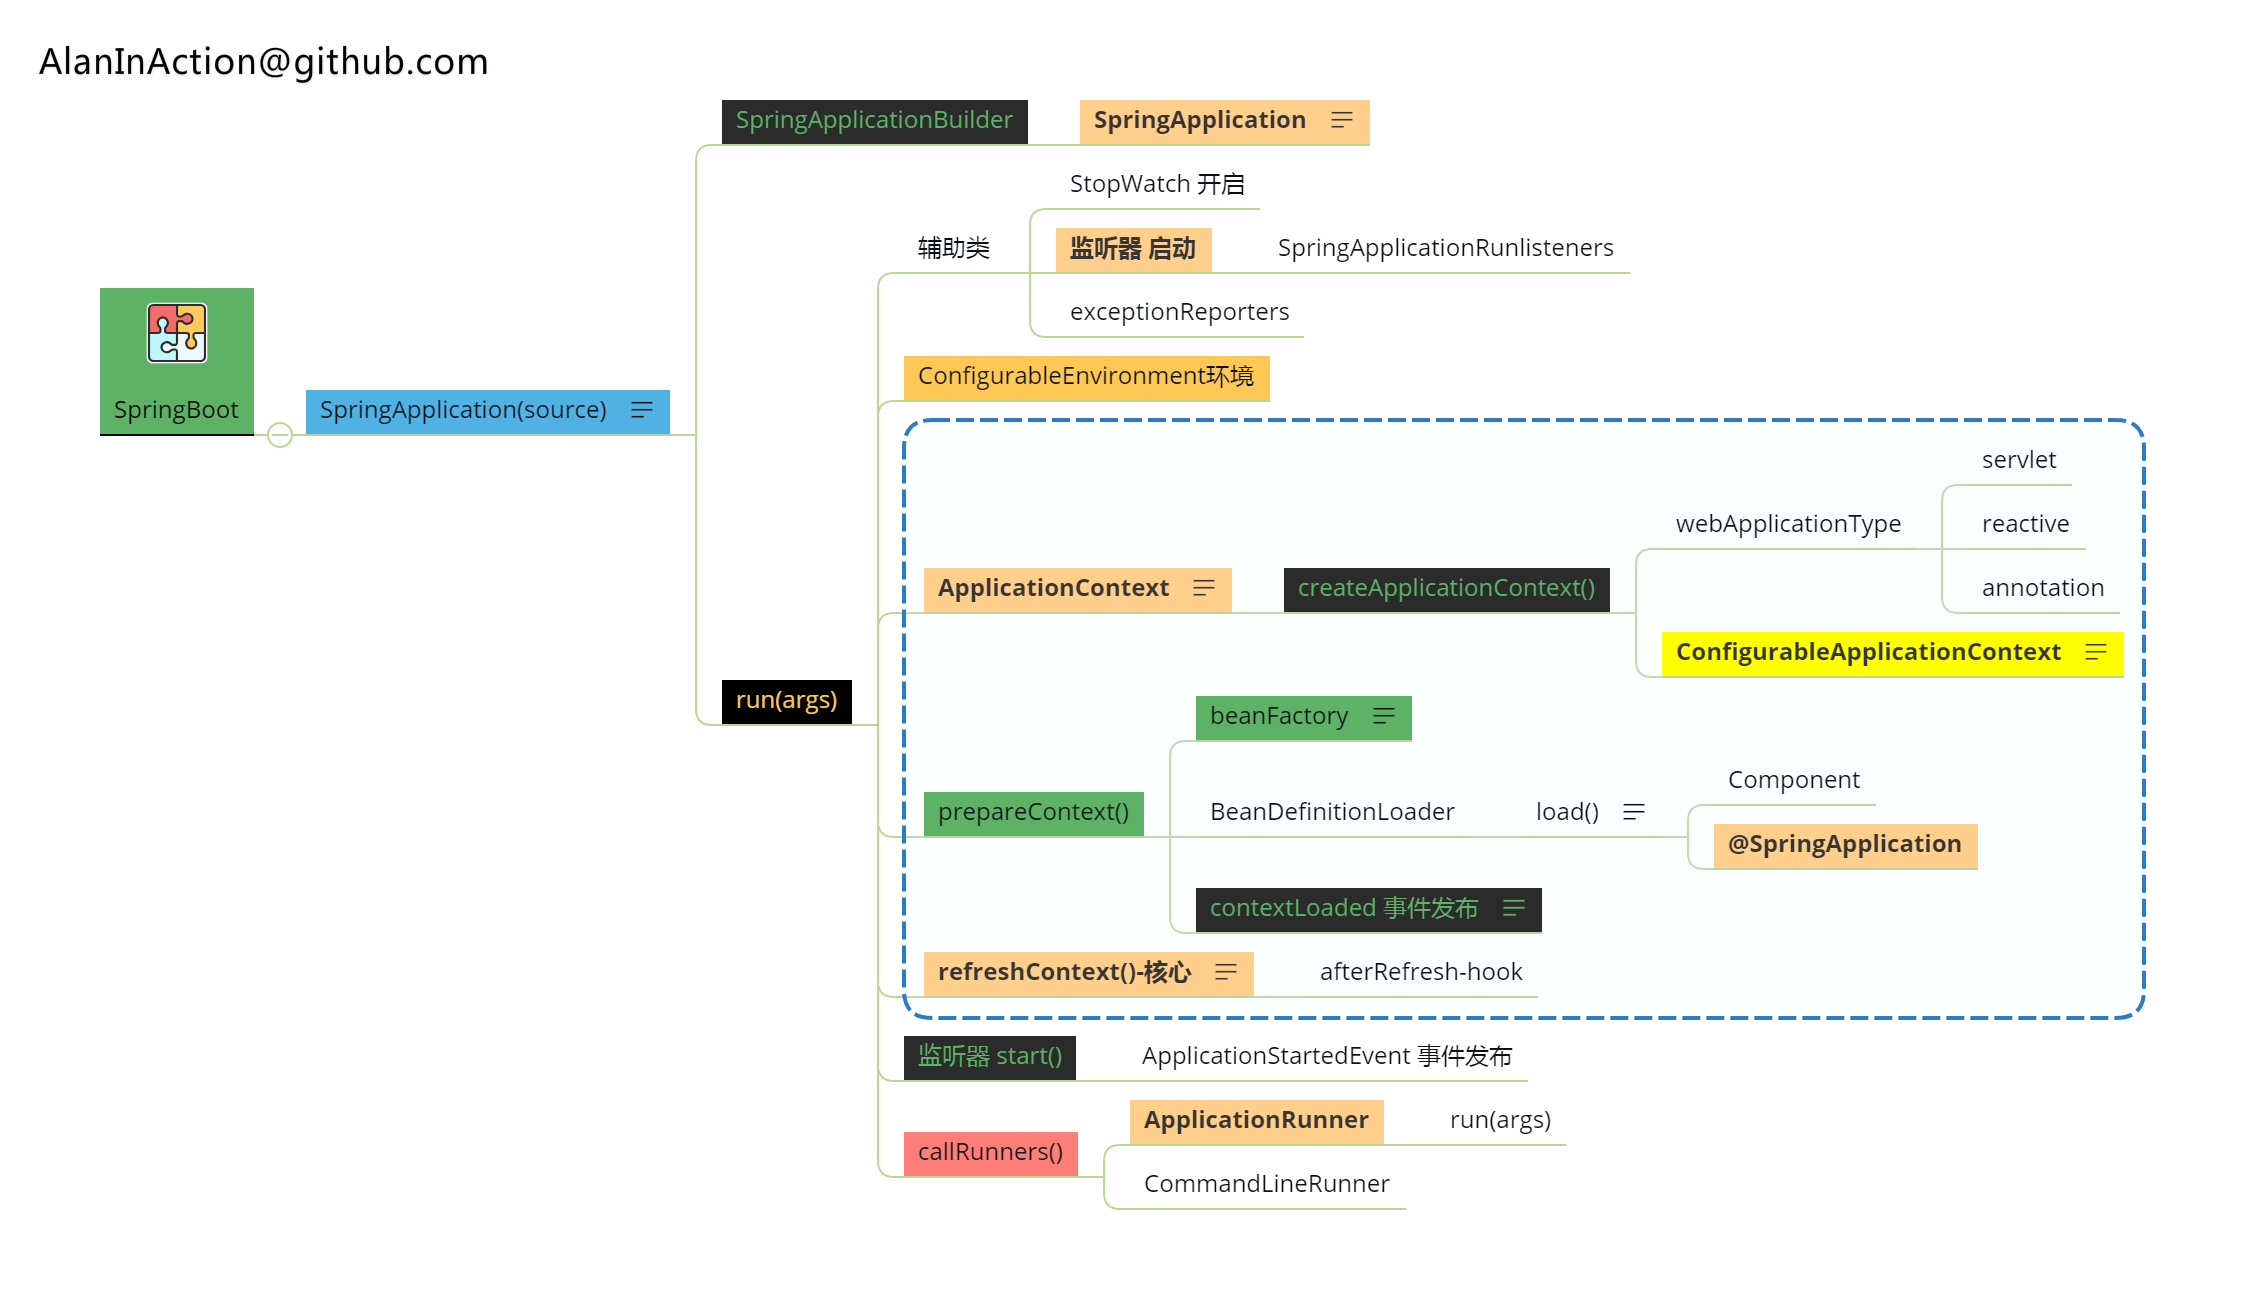 AlanInAction@github.com
SpringBoot
SpringApplication(source)
SpringApplicationBuilder
SpringApplication
run(args)
辅助类
StopWatch 开启
监听器 启动
SpringApplicationRunlisteners
exceptionReporters
ConfigurableEnvironment环境
ApplicationContext
createApplicationContext()
webApplicationType
servlet
reactive
annotation
ConfigurableApplicationContext
prepareContext()
beanFactory
BeanDefinitionLoader
load()
Component
@SpringApplication
contextLoaded 事件发布
refreshContext()-核心
afterRefresh-hook
监听器 start()
ApplicationStartedEvent 事件发布
callRunners()
ApplicationRunner
run(args)
CommandLineRunner